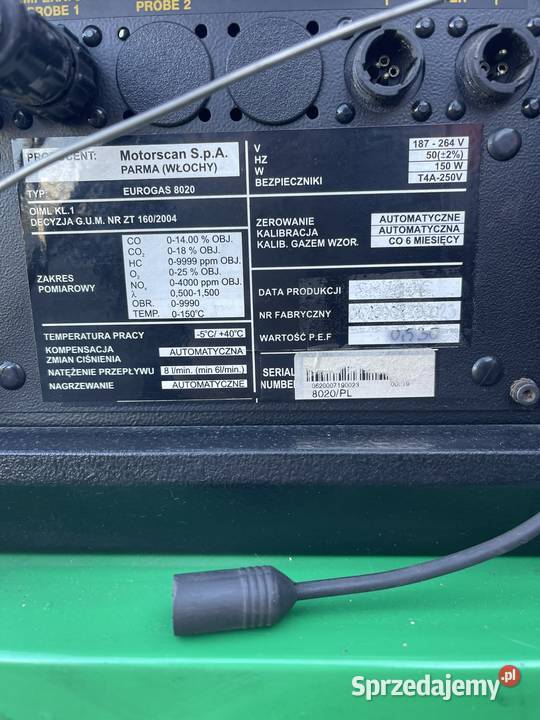 PROBE 1
PROBE 2
PRODUCENT: Motorscan S.p.A.
PARMA (WŁOCHY)
TYP: EUROGAS 8020
OIML KL.1
DECYZJA G.U.M. NR ZT 160/2004
ZAKRES POMIAROWY
CO 0-14.00 % OBJ.
CO₂ 0-18 % OBJ.
HC 0-9999 ppm OBJ.
O₂ 0-25 % OBJ.
NOₓ 0-4000 ppm OBJ.
λ 0,500-1,500
OBR. 0-9990
TEMP. 0-150°C
TEMPERATURA PRACY -5°C/ +40°C
KOMPENSACJA ZMIAN CIŚNIENIA AUTOMATYCZNA
NATĘŻENIE PRZEPŁYWU 8 l/min. (min 6l/min.)
NAGRZEWANIE AUTOMATYCZNE
V 187 - 264 V
HZ 50(±2%)
W 150 W
BEZPIECZNIKI T4A-250V
ZEROWANIE AUTOMATYCZNE
KALIBRACJA AUTOMATYCZNA
KALIB. GAZEM WZOR. CO 6 MIESIĘCY
DATA PRODUKCJI
NR FABRYCZNY
WARTOŚĆ P.E.F
SERIAL NUMBER
0620007190023
8020/PL
Sprzedajemy.pl